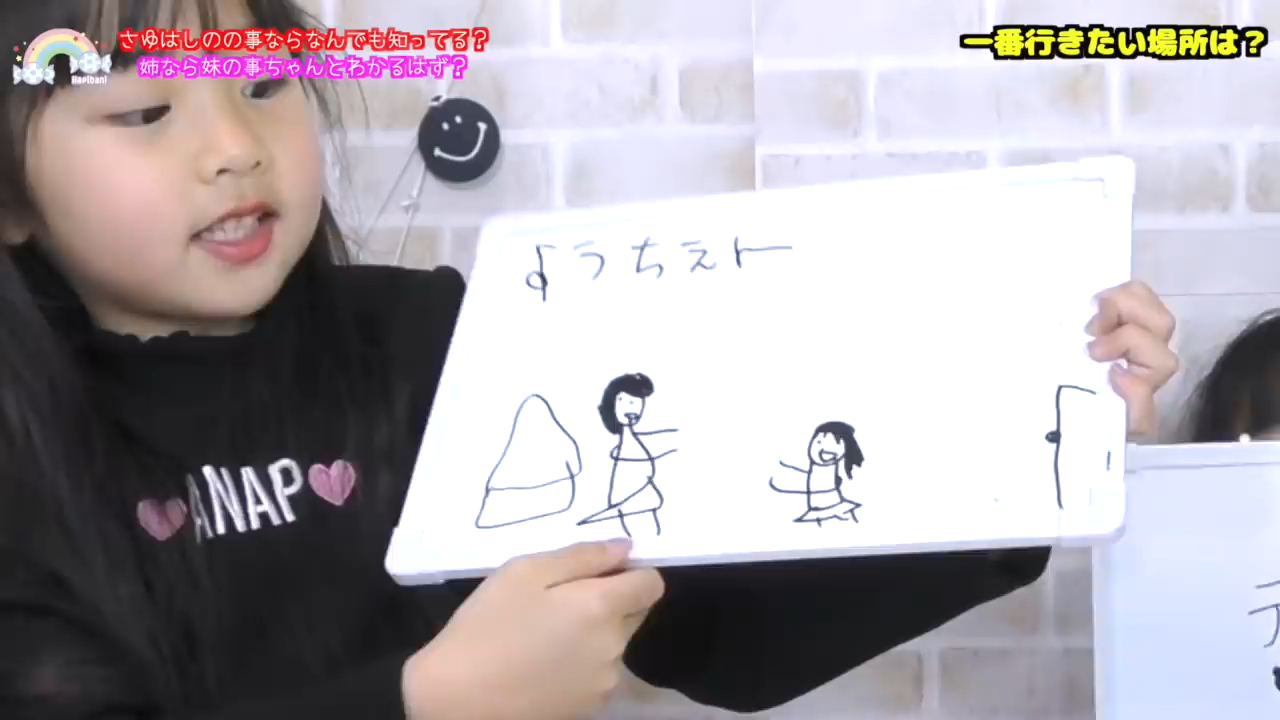 さゆはしのの事ならなんでも知ってる？
姉なら妹の事ちゃんとわかるはず？
一番行きたい場所は？
Hapibani
ようちえん
ANAP